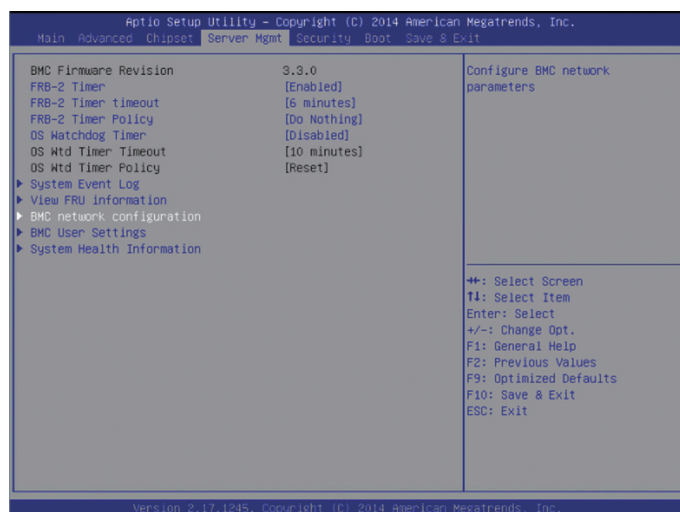 Aptio Setup Utility – Copyright (C) 2014 American Megatrends, Inc.
Main Advanced Chipset Server Mgmt Security Boot Save & Exit
BMC Firmware Revision 3.3.0
FRB-2 Timer [Enabled]
FRB-2 Timer timeout [6 minutes]
FRB-2 Timer Policy [Do Nothing]
OS Watchdog Timer [Disabled]
OS Wtd Timer Timeout [10 minutes]
OS Wtd Timer Policy [Reset]
System Event Log
View FRU information
BMC network configuration
BMC User Settings
System Health Information
Configure BMC network
parameters
→←: Select Screen
↑↓: Select Item
Enter: Select
+/-: Change Opt.
F1: General Help
F2: Previous Values
F9: Optimized Defaults
F10: Save & Exit
ESC: Exit
Version 2.17.1245. Copyright (C) 2014 American Megatrends, Inc.